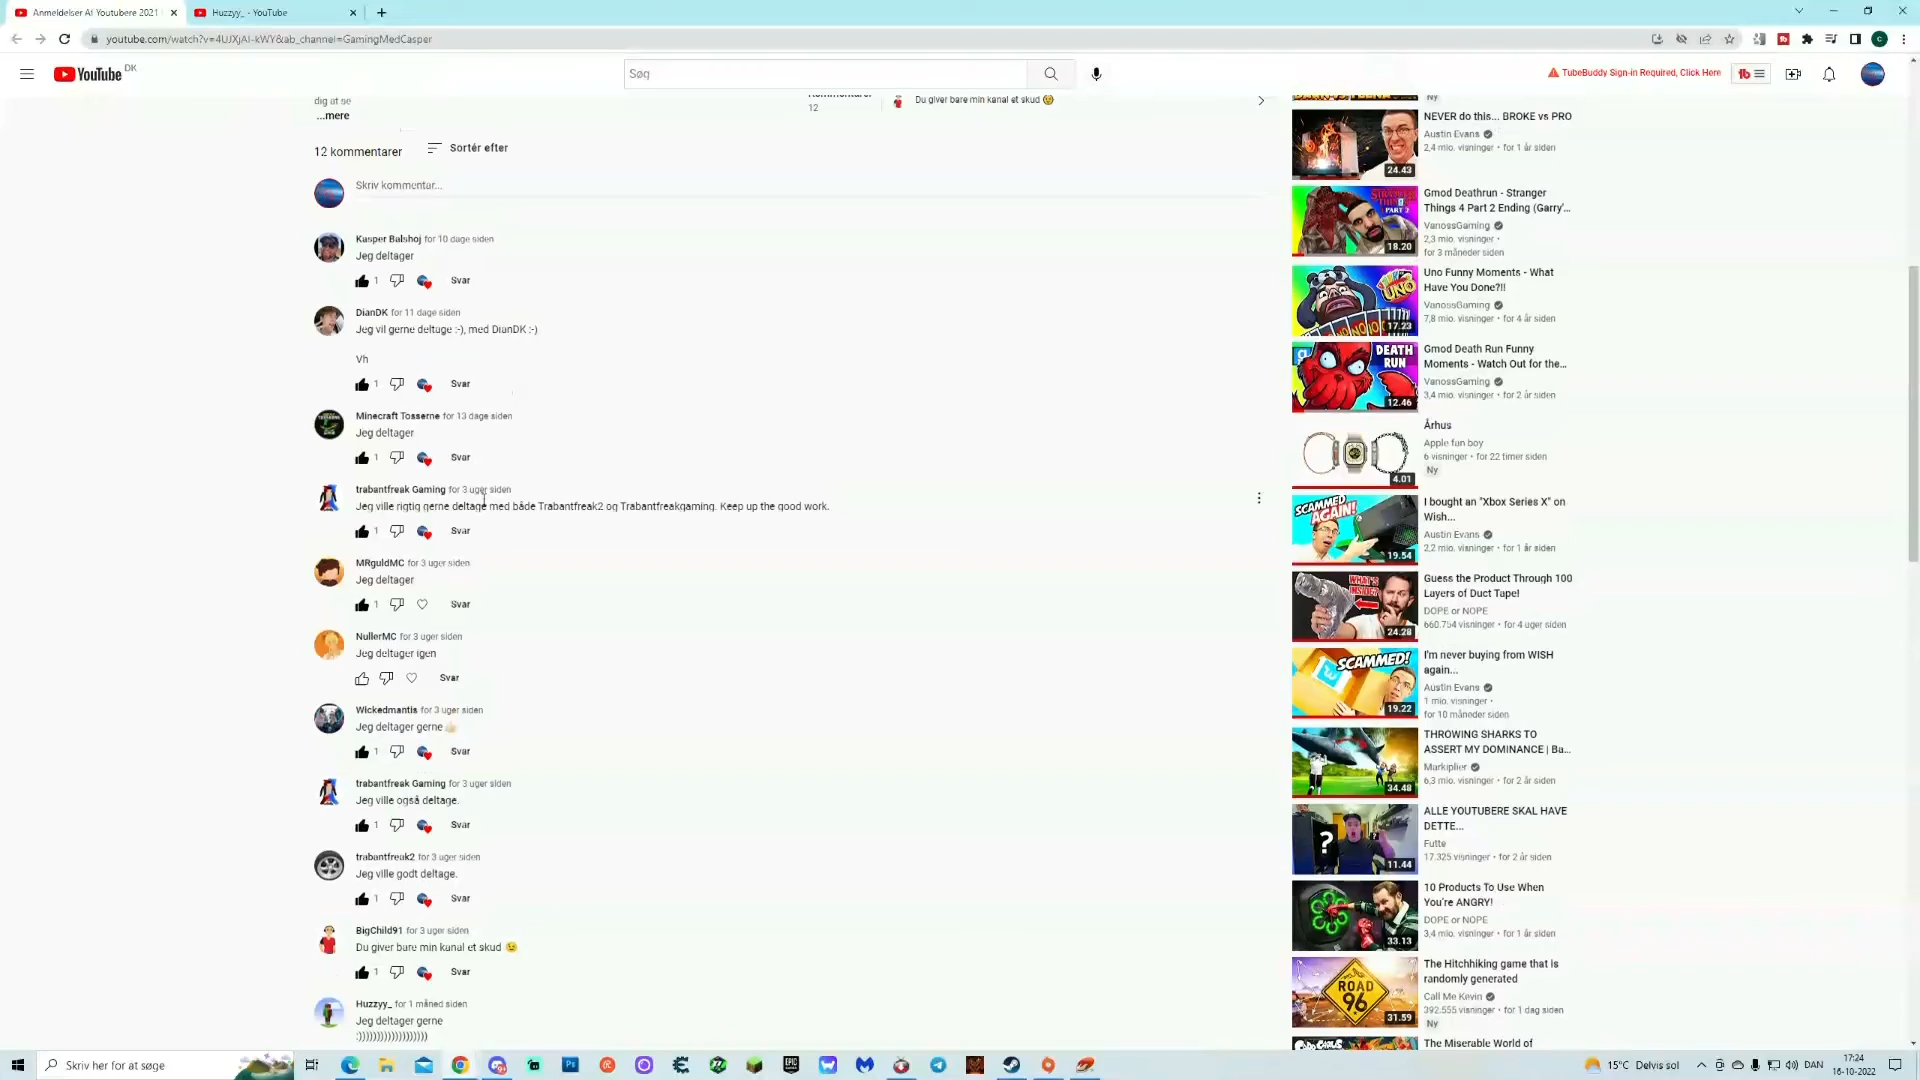 Anmeldelser Af Youtubere 2021
Huzzyy_ - YouTube
youtube.com/watch?v=4UJXjAI-kWY&ab_channel=GamingMedCasper
YouTube DK
Søg
TubeBuddy Sign-in Required, Click Here
dig at se
...mere
Kommentarer
12
Du giver bare min kanal et skud 😉
12 kommentarer
Sortér efter
Skriv kommentar...
Kasper Balshoj for 10 dage siden
Jeg deltager
1 Svar
DianDK for 11 dage siden
Jeg vil gerne deltage :-), med DianDK :-)
Vh
1 Svar
Minecraft Tosserne for 13 dage siden
Jeg deltager
1 Svar
trabantfreak Gaming for 3 uger siden
Jeg ville rigtig gerne deltage med både Trabantfreak2 og Trabantfreakgaming. Keep up the good work.
1 Svar
MRguldMC for 3 uger siden
Jeg deltager
1 Svar
NullerMC for 3 uger siden
Jeg deltager igen
Svar
Wickedmantis for 3 uger siden
Jeg deltager gerne 👍🏻
1 Svar
trabantfreak Gaming for 3 uger siden
Jeg ville også deltage.
1 Svar
trabantfreak2 for 3 uger siden
Jeg ville godt deltage.
1 Svar
BigChild91 for 3 uger siden
Du giver bare min kanal et skud 😉
1 Svar
Huzzyy_ for 1 måned siden
Jeg deltager gerne
:)))))))))))))))))))
Ny
24.43
NEVER do this... BROKE vs PRO
Austin Evans
2,4 mio. visninger • for 1 år siden
STRANGER THINGS
PART 2
18.20
Gmod Deathrun - Stranger
Things 4 Part 2 Ending (Garry'...
VanossGaming
2,3 mio. visninger •
for 3 måneder siden
UNO
17.23
Uno Funny Moments - What
Have You Done?!!
VanossGaming
7,8 mio. visninger • for 4 år siden
DEATH
RUN
12.46
Gmod Death Run Funny
Moments - Watch Out for the...
VanossGaming
3,4 mio. visninger • for 2 år siden
4.01
Århus
Apple fan boy
6 visninger • for 22 timer siden
Ny
SCAMMED
AGAIN!
19.54
I bought an "Xbox Series X" on
Wish...
Austin Evans
2,2 mio. visninger • for 1 år siden
WHAT'S
INSIDE?
24.28
Guess the Product Through 100
Layers of Duct Tape!
DOPE or NOPE
660.754 visninger • for 4 uger siden
SCAMMED!
19.22
I'm never buying from WISH
again...
Austin Evans
1 mio. visninger •
for 10 måneder siden
34.48
THROWING SHARKS TO
ASSERT MY DOMINANCE | Ba...
Markiplier
6,3 mio. visninger • for 2 år siden
? ?
11.44
ALLE YOUTUBERE SKAL HAVE
DETTE...
Futte
17.325 visninger • for 2 år siden
33.13
10 Products To Use When
You're ANGRY!
DOPE or NOPE
3,4 mio. visninger • for 1 år siden
ROAD
96
31.59
The Hitchhiking game that is
randomly generated
Call Me Kevin
392.555 visninger • for 1 dag siden
Ny
The Miserable World of
Skriv her for at søge
15°C Delvis sol
DAN
17:24
16-10-2022